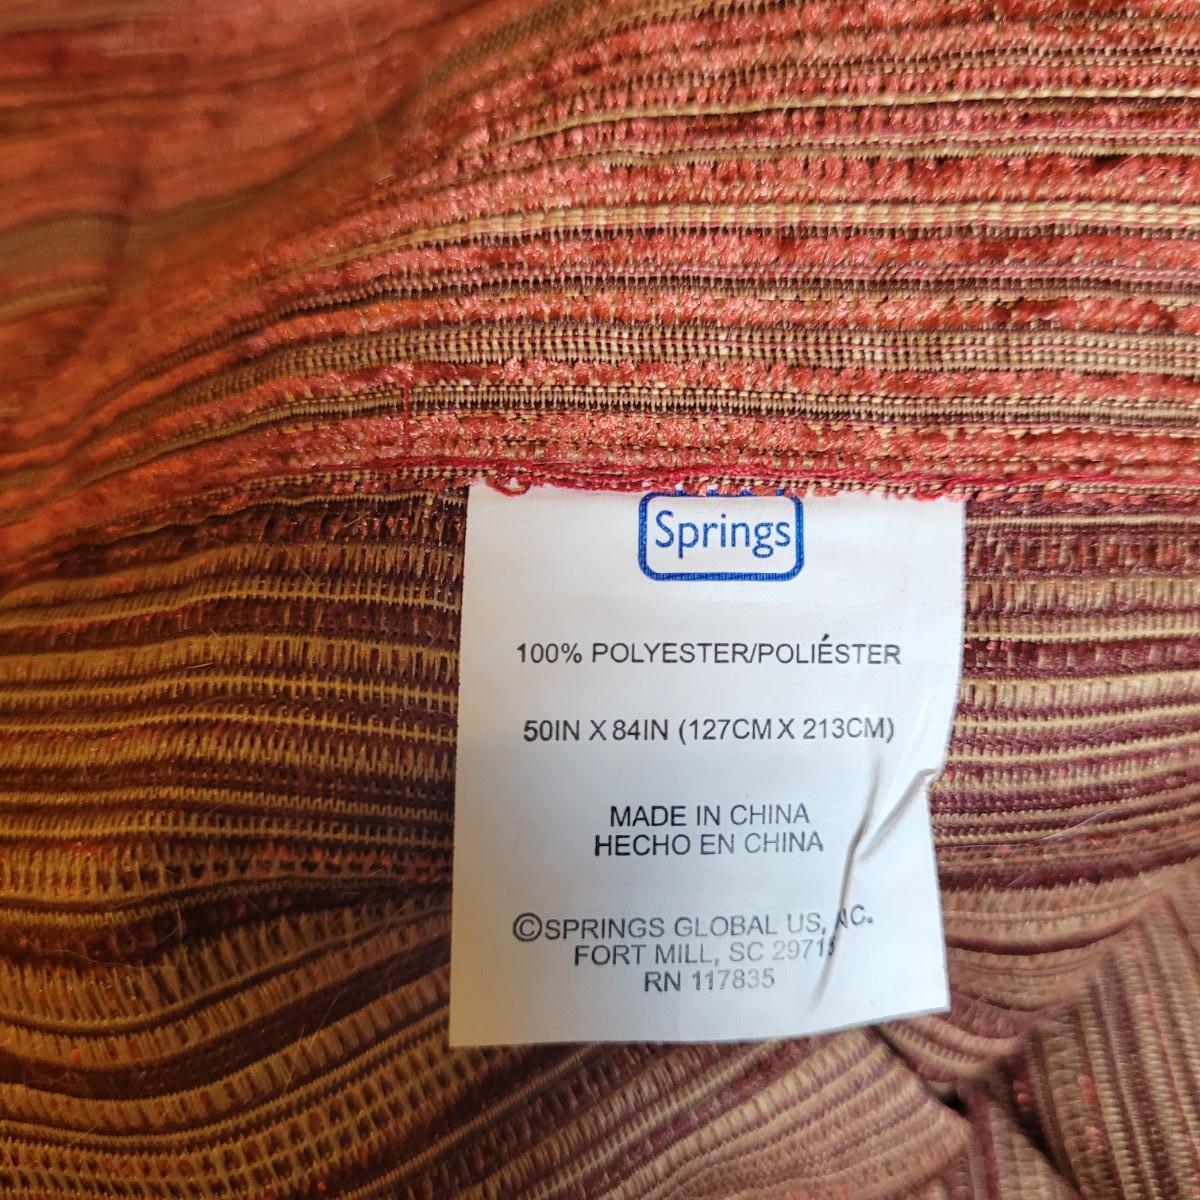 Springs
100% POLYESTER/POLIÉSTER
50IN X 84IN (127CM X 213CM)
MADE IN CHINA
HECHO EN CHINA
©SPRINGS GLOBAL US,
FORT MILL, SC
RN 117835